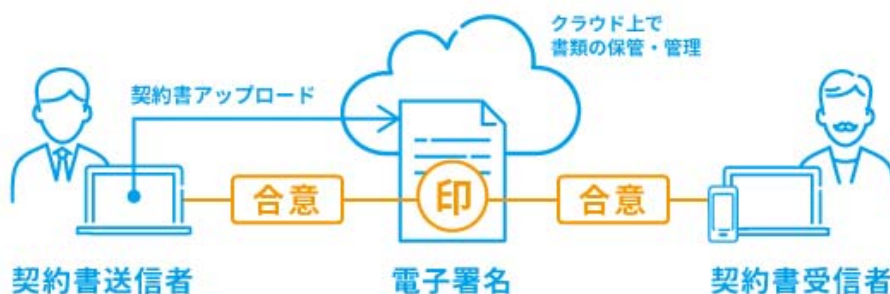 クラウド上で
書類の保管・管理
契約書アップロード
合意
印
合意
契約書送信者
電子署名
契約書受信者